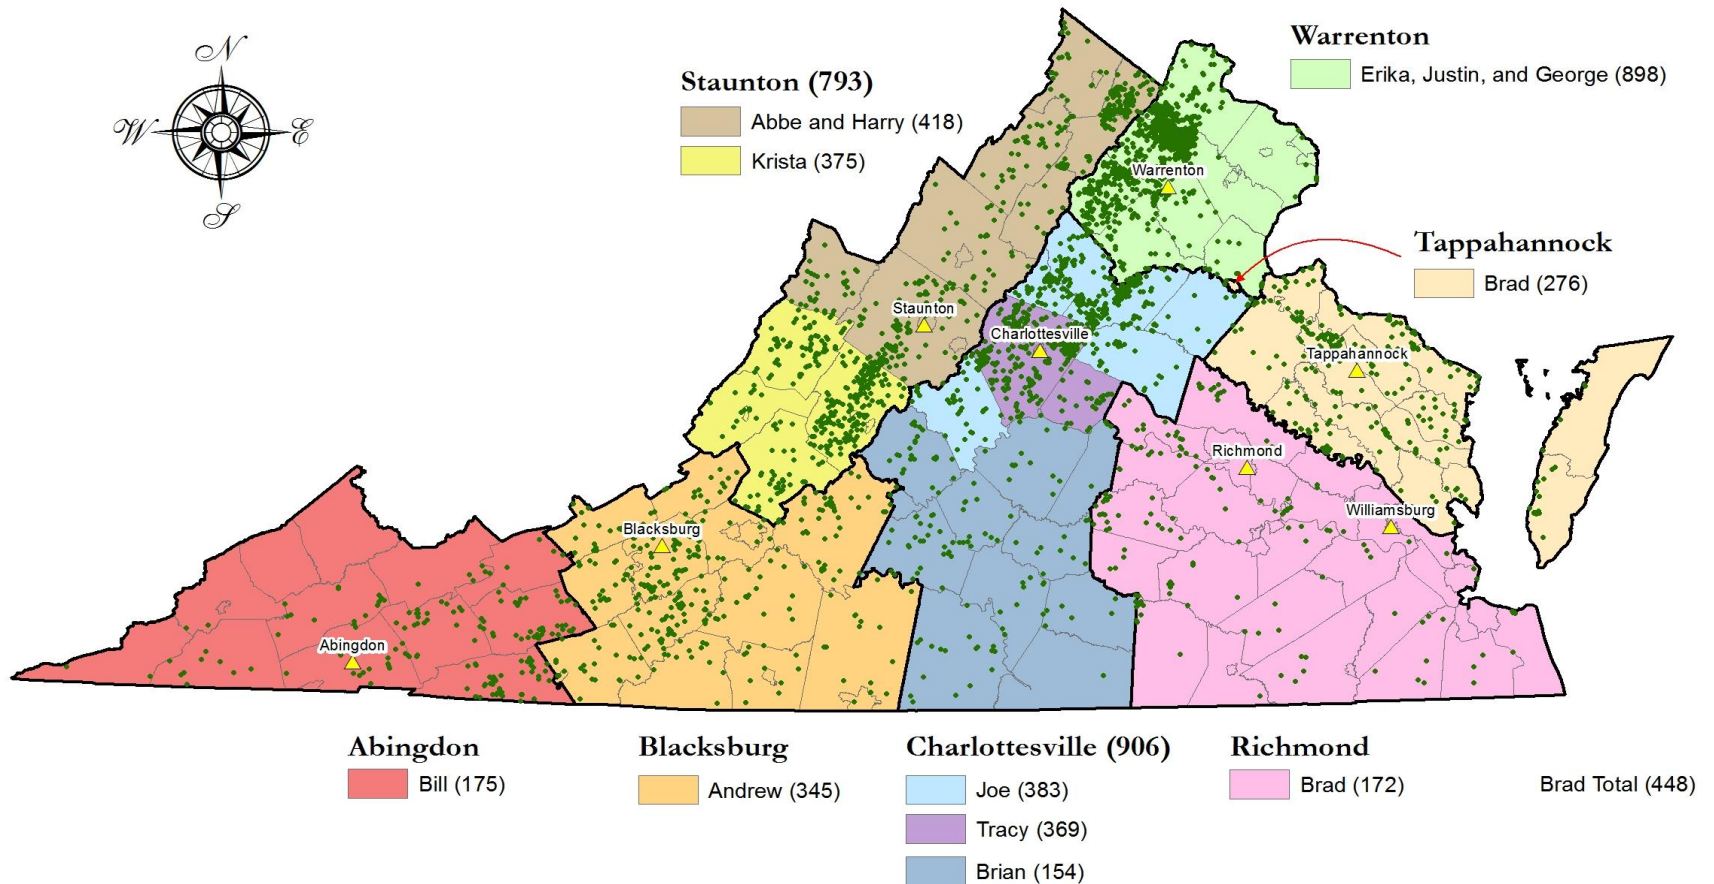 N
W
E
S
Staunton (793)
Abbe and Harry (418)
Krista (375)
Warrenton
Erika, Justin, and George (898)
Tappahannock
Brad (276)
Warrenton
Staunton
Charlottesville
Tappahannock
Richmond
Williamsburg
Blacksburg
Abingdon
Abingdon
Bill (175)
Blacksburg
Andrew (345)
Charlottesville (906)
Joe (383)
Tracy (369)
Brian (154)
Richmond
Brad (172)
Brad Total (448)